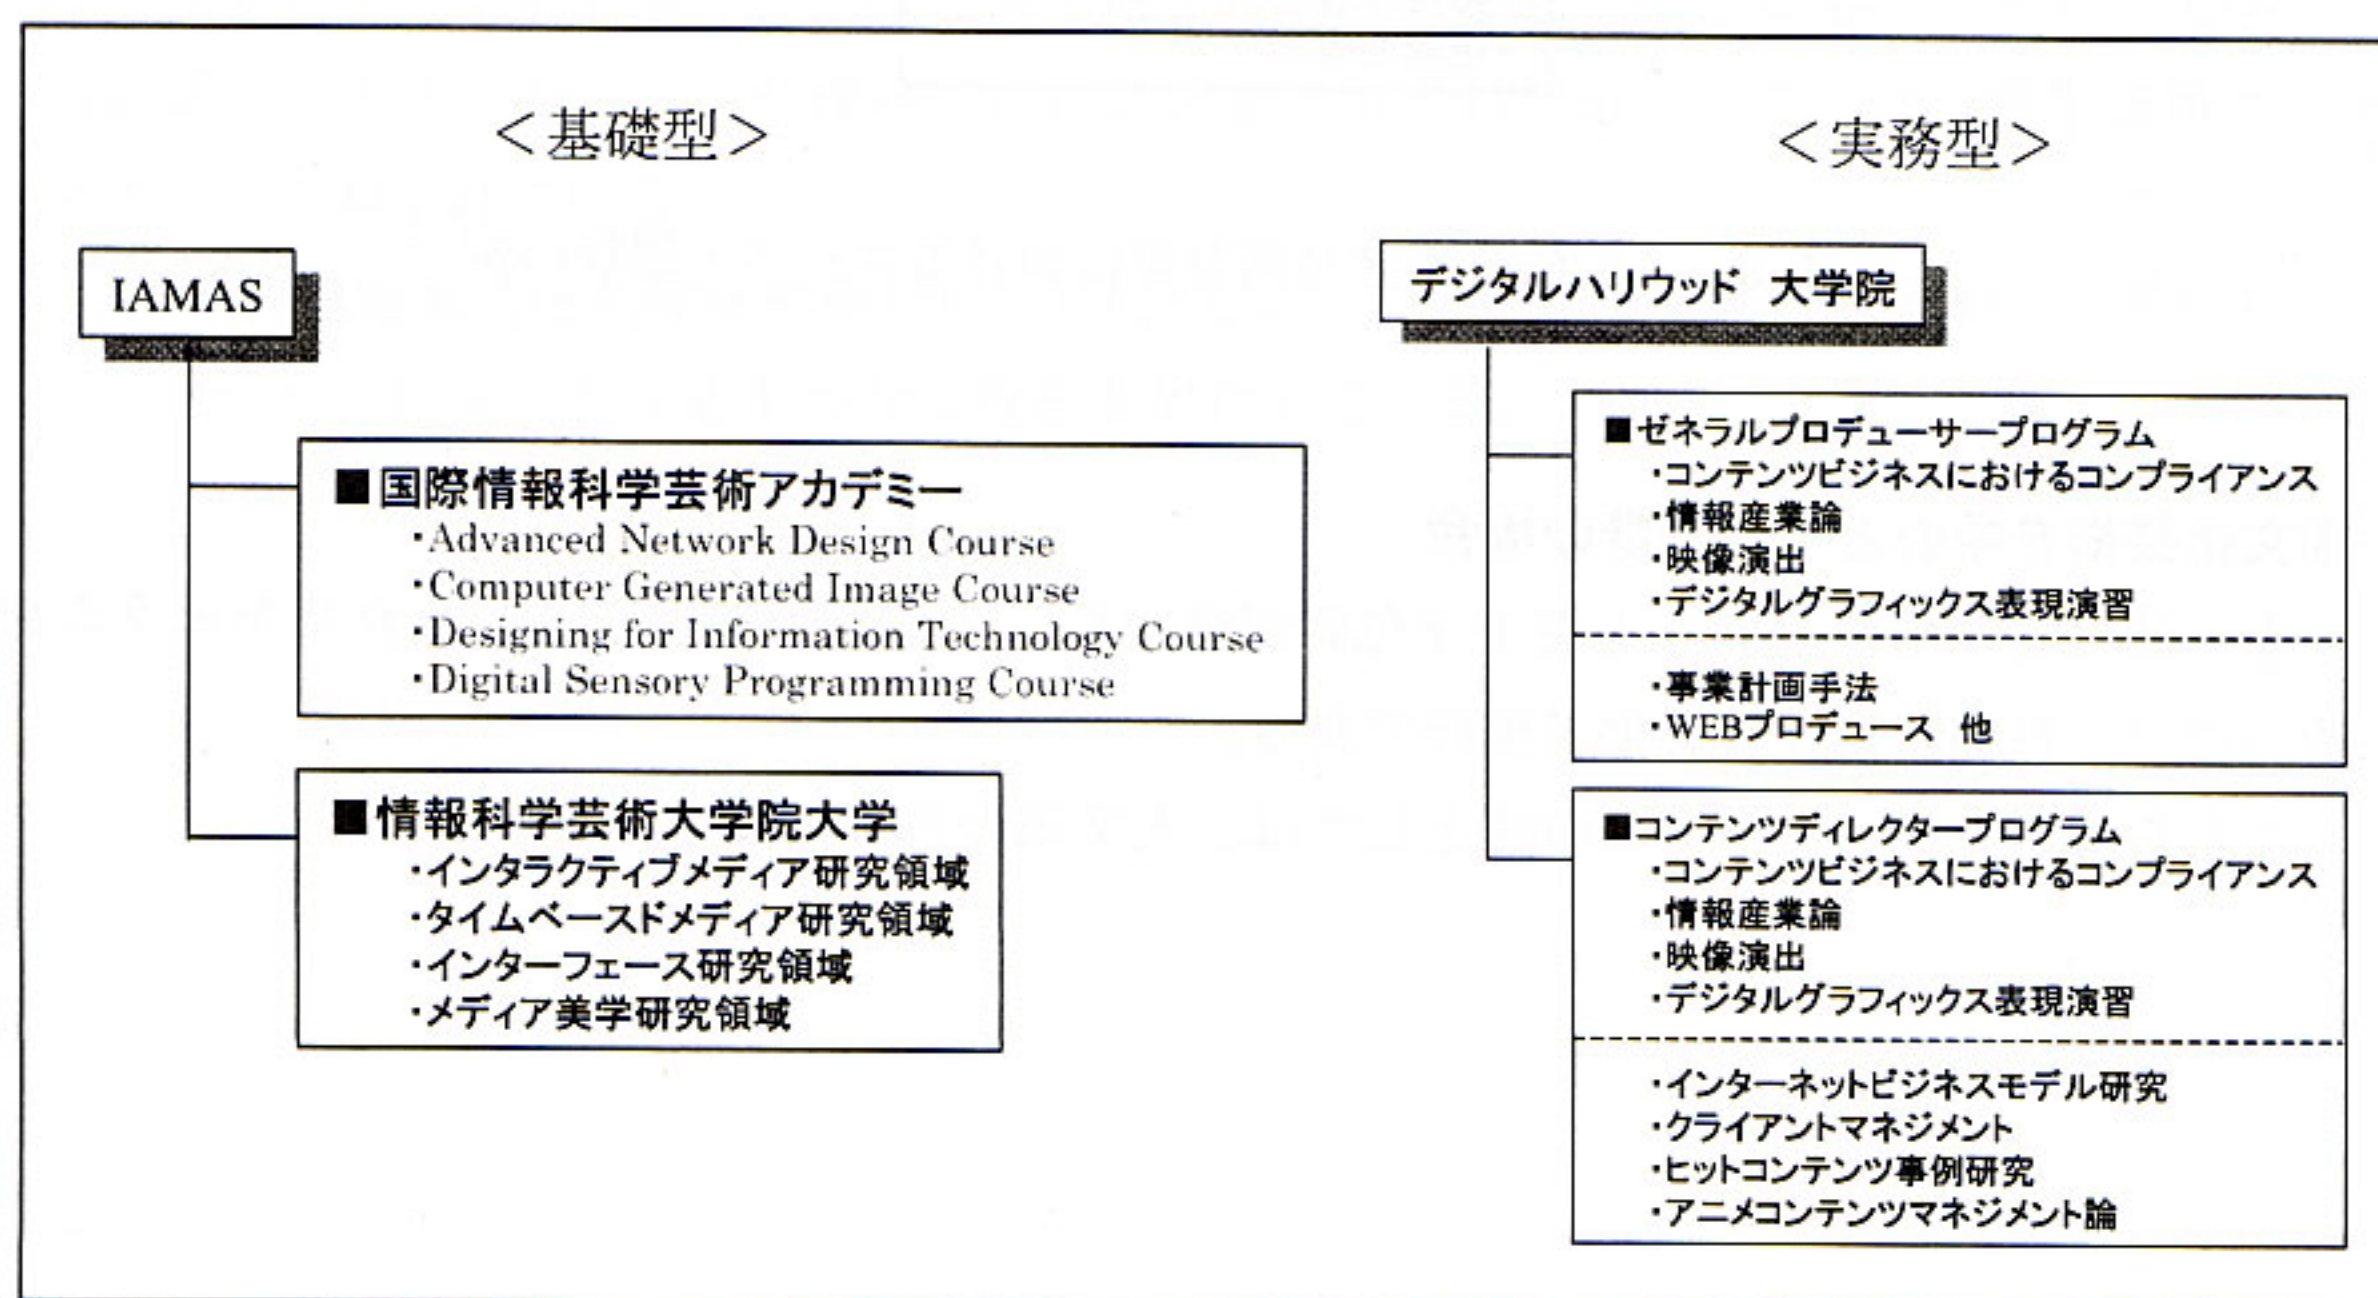 ＜基礎型＞
IAMAS
■国際情報科学芸術アカデミー
・Advanced Network Design Course
・Computer Generated Image Course
・Designing for Information Technology Course
・Digital Sensory Programming Course
■情報科学芸術大学院大学
・インタラクティブメディア研究領域
・タイムベースドメディア研究領域
・インターフェース研究領域
・メディア美学研究領域
＜実務型＞
デジタルハリウッド 大学院
■ゼネラルプロデューサープログラム
・コンテンツビジネスにおけるコンプライアンス
・情報産業論
・映像演出
・デジタルグラフィックス表現演習
・事業計画手法
・WEBプロデュース 他
■コンテンツディレクタープログラム
・コンテンツビジネスにおけるコンプライアンス
・情報産業論
・映像演出
・デジタルグラフィックス表現演習
・インターネットビジネスモデル研究
・クライアントマネジメント
・ヒットコンテンツ事例研究
・アニメコンテンツマネジメント論